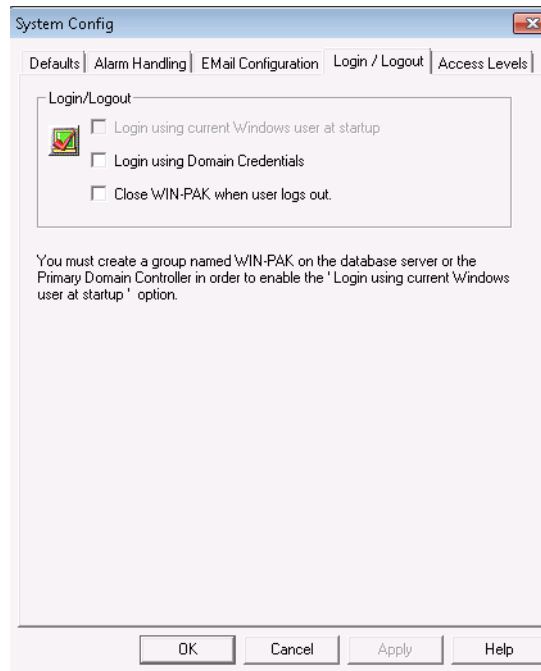 System Config
Defaults
Alarm Handling
EMail Configuration
Login / Logout
Access Levels
Login/Logout
Login using current Windows user at startup
Login using Domain Credentials
Close WIN-PAK when user logs out.
You must create a group named WIN-PAK on the database server or the
Primary Domain Controller in order to enable the ' Login using current Windows
user at startup ' option.
OK
Cancel
Apply
Help